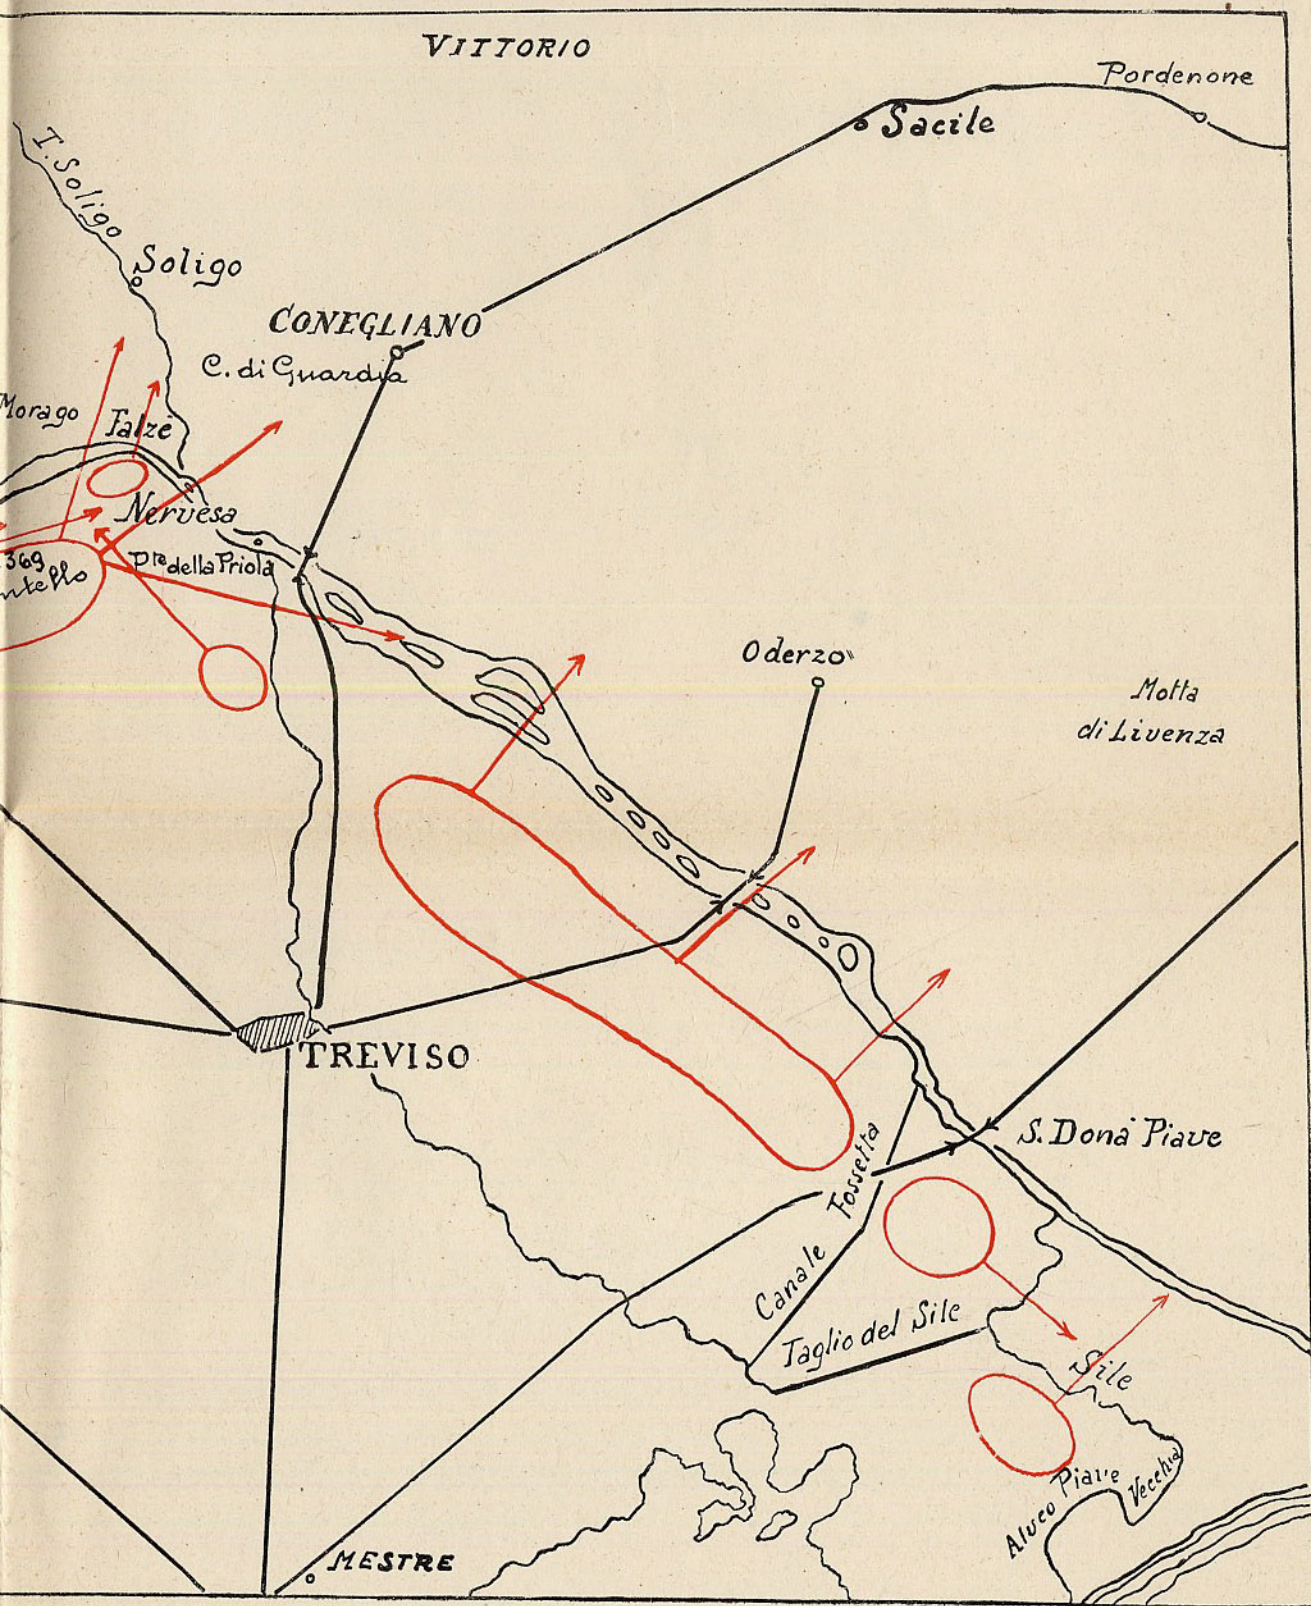 VITTORIO
Pordenone
Sacile
T. Soligo
Soligo
CONEGLIANO
C. di Guardia
Morago
Falzè
Nervesa
369
ntello
Pte della Priola
Oderzo
Motta
di Livenza
TREVISO
S. Donà Piave
Fossetta
Canale
Taglio del Sile
Sile
Alveo Piave Vecchia
MESTRE